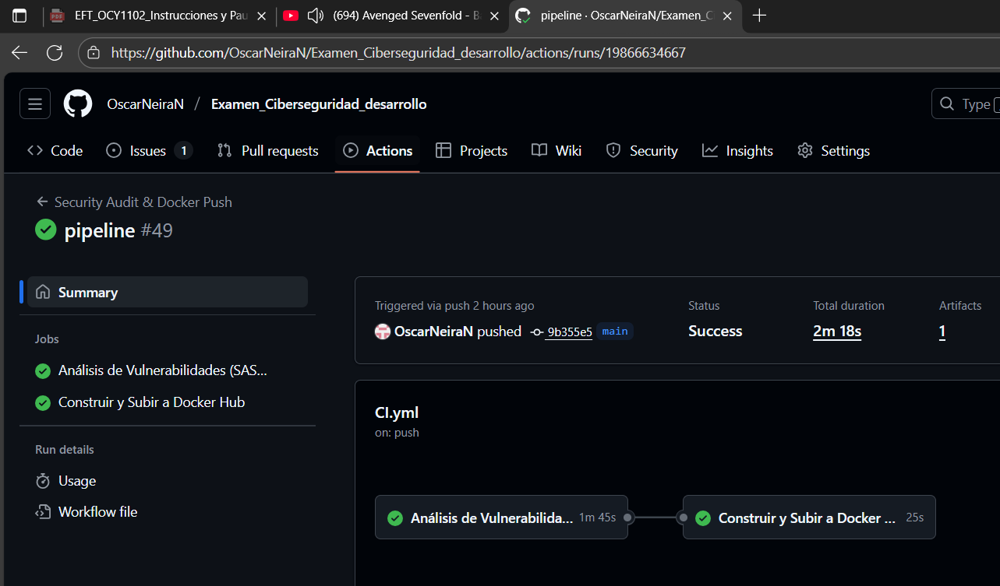 EFT_OCY1102_Instrucciones y Pau
(694) Avenged Sevenfold - Ba
pipeline · OscarNeiraN/Examen_Ci
https://github.com/OscarNeiraN/Examen_Ciberseguridad_desarrollo/actions/runs/19866634667
OscarNeiraN / Examen_Ciberseguridad_desarrollo
Type
Code
Issues 1
Pull requests
Actions
Projects
Wiki
Security
Insights
Settings
Security Audit & Docker Push
pipeline #49
Summary
Jobs
Análisis de Vulnerabilidades (SAS...
Construir y Subir a Docker Hub
Run details
Usage
Workflow file
Triggered via push 2 hours ago
OscarNeiraN pushed 9b355e5 main
Status
Success
Total duration
2m 18s
Artifacts
1
CI.yml
on: push
Análisis de Vulnerabilida... 1m 45s
Construir y Subir a Docker ... 25s